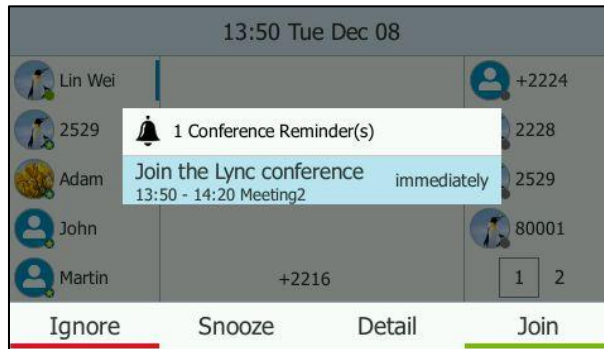 13:50 Tue Dec 08
Lin Wei
+2224
1 Conference Reminder(s)
2529
2228
Join the Lync conference
immediately
13:50 - 14:20 Meeting2
Adam
2529
John
80001
Martin
+2216
1 2
Ignore Snooze Detail Join